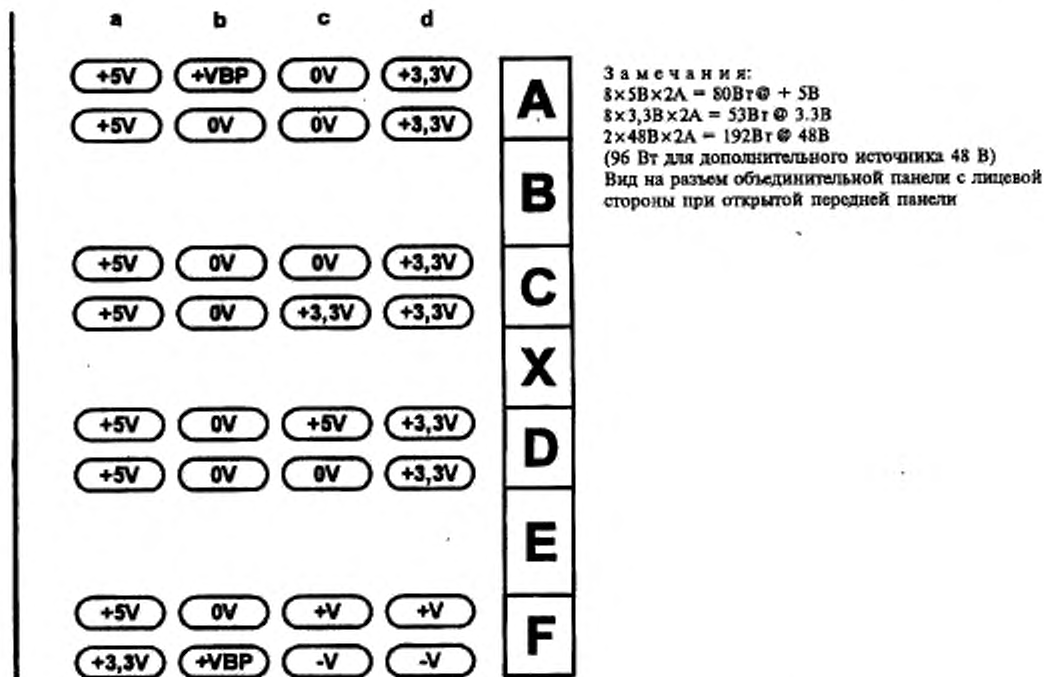 a b c d
+5V +VBP 0V +3,3V
+5V 0V 0V +3,3V
+5V 0V 0V +3,3V
+5V 0V +3,3V +3,3V
+5V 0V +5V +3,3V
+5V 0V 0V +3,3V
+5V 0V +V +V
+3,3V +VBP -V -V
A
B
C
X
D
E
F
Замечания:
8×5В×2А = 80Вт@ + 5В
8×3,3В×2А = 53Вт@ 3.3В
2×48В×2А = 192Вт@ 48В
(96 Вт для дополнительного источника 48 В)
Вид на разъем объединительной панели с лицевой
стороны при открытой передней панели